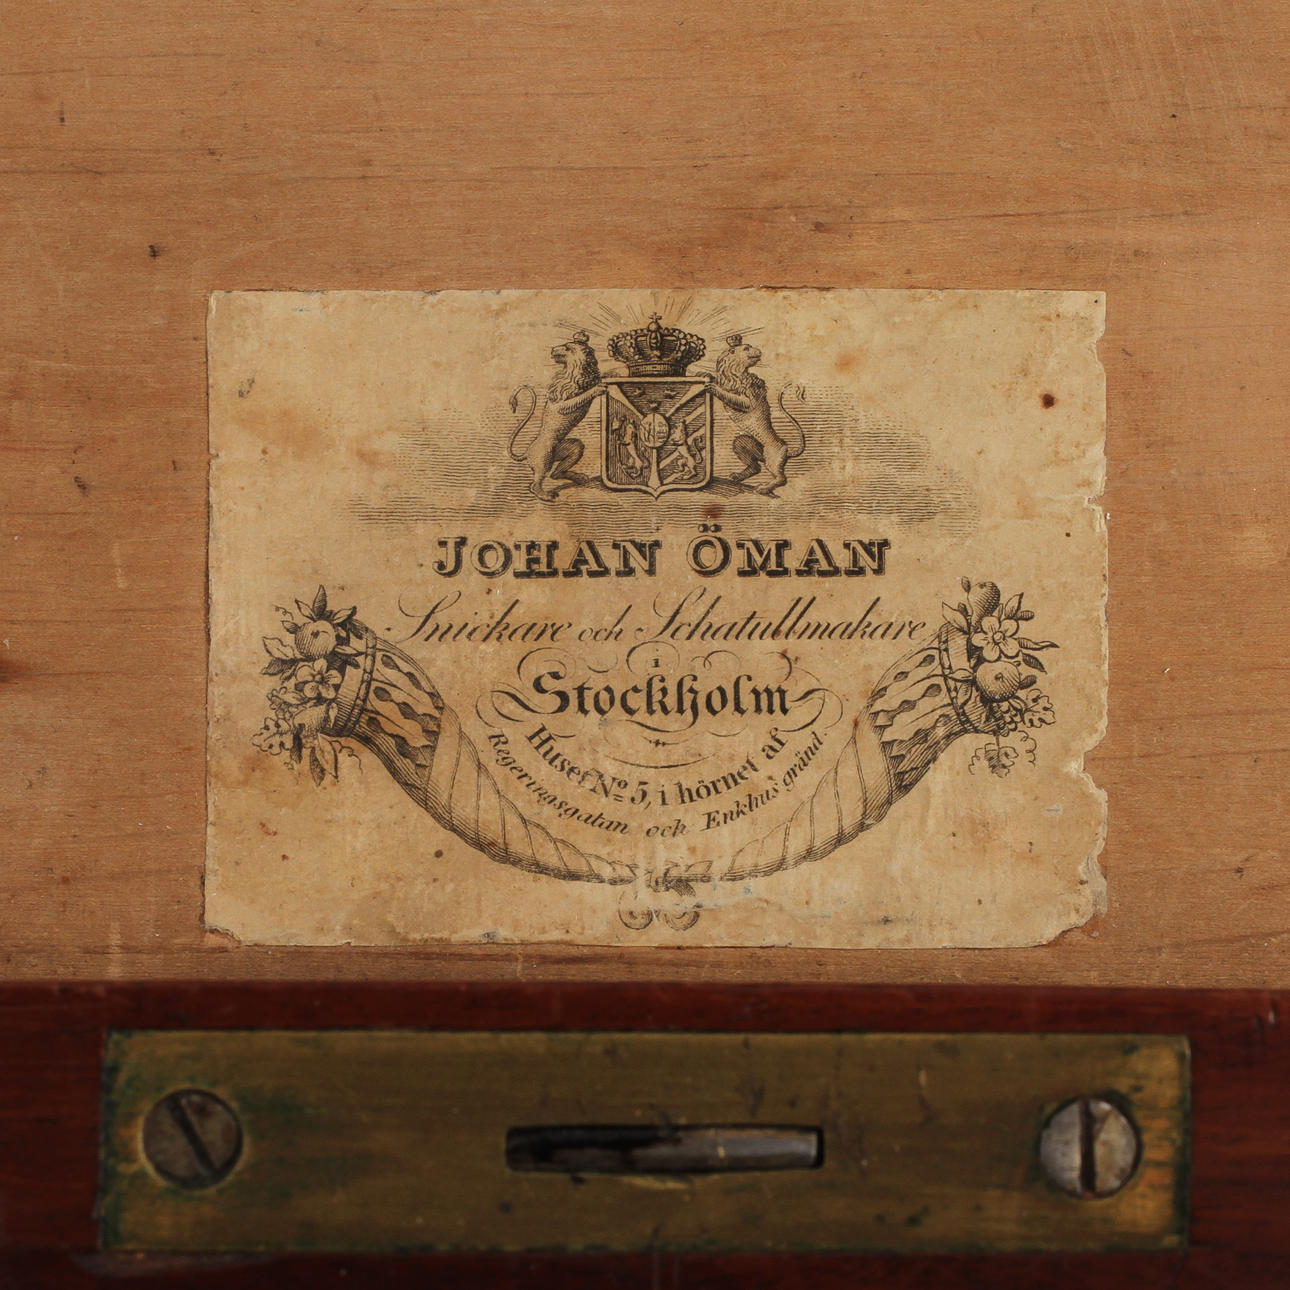 JOHAN ÖMAN
Snickare och Schatullmakare
i
Stockholm
Huset No 5, i hörnet af
Regeringsgatan och Enkhus gränd.